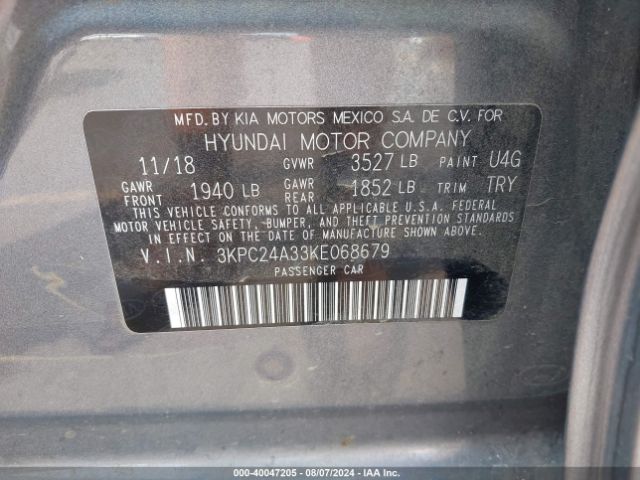 MFD. BY KIA MOTORS MEXICO S.A. DE C.V. FOR
HYUNDAI MOTOR COMPANY
11/18 GVWR 3527 LB PAINT U4G
GAWR FRONT 1940 LB GAWR REAR 1852 LB TRIM TRY
THIS VEHICLE CONFORMS TO ALL APPLICABLE U.S.A. FEDERAL
MOTOR VEHICLE SAFETY, BUMPER, AND THEFT PREVENTION STANDARDS
IN EFFECT ON THE DATE OF MANUFACTURE SHOWN ABOVE.
V.I.N. 3KPC24A33KE068679
PASSENGER CAR
000-40047205 - 08/07/2024 - IAA Inc.